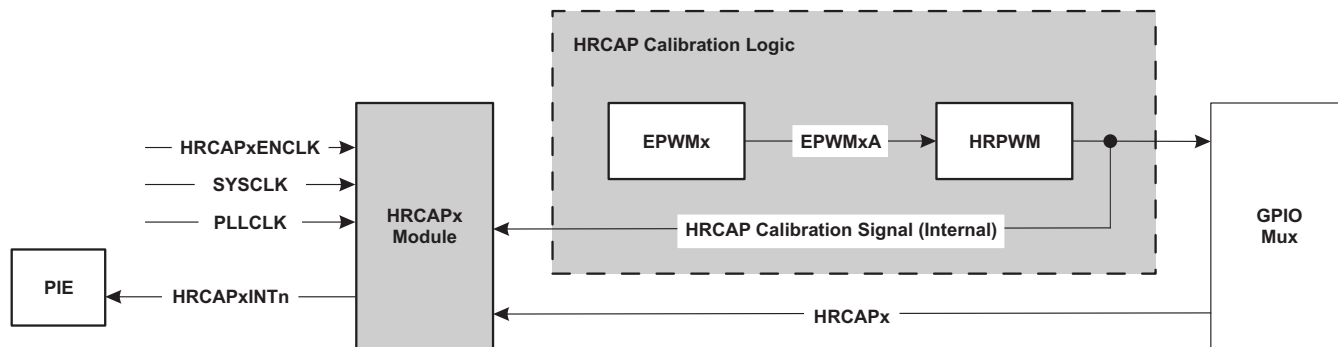 HRCAP Calibration Logic
EPWMx
EPWMxA
HRPWM
HRCAPxENCLK
SYSCLK
PLLCLK
HRCAPx
Module
HRCAP Calibration Signal (Internal)
GPIO
Mux
PIE
HRCAPxINTn
HRCAPx